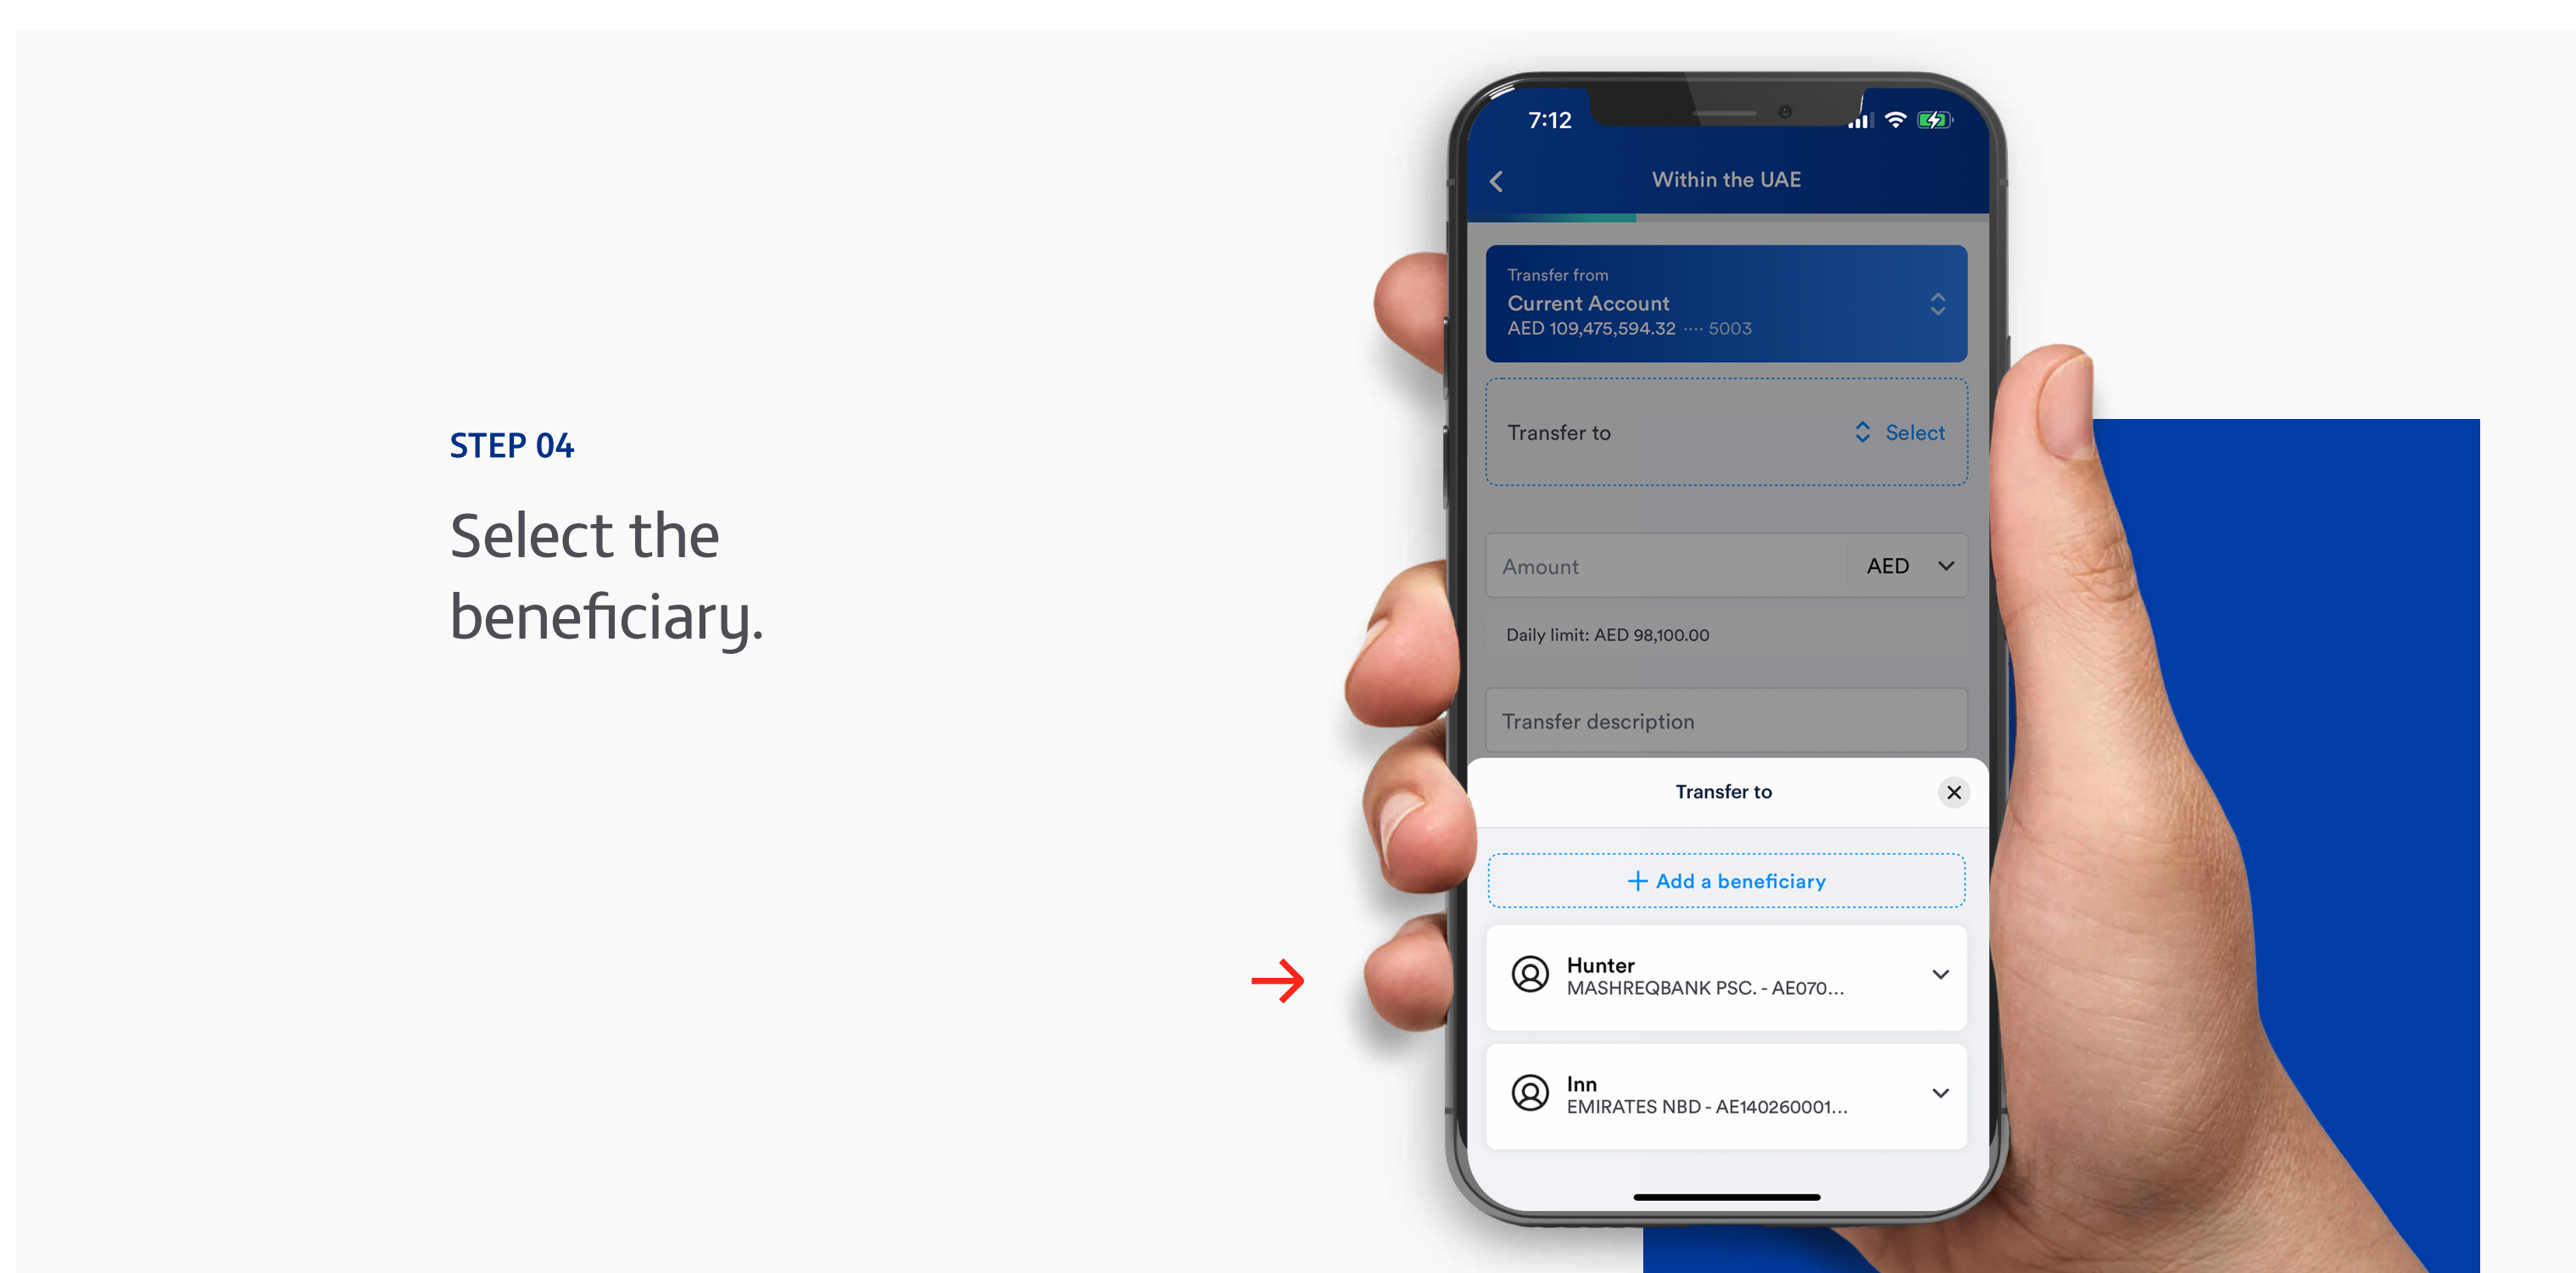 STEP 04
Select the
beneficiary.
7:12
Within the UAE
Transfer from
Current Account
AED 109,475,594.32 ···· 5003
Transfer to
Select
Amount
AED
Daily limit: AED 98,100.00
Transfer description
Transfer to
+ Add a beneficiary
Hunter
MASHREQBANK PSC. - AE070...
Inn
EMIRATES NBD - AE140260001...